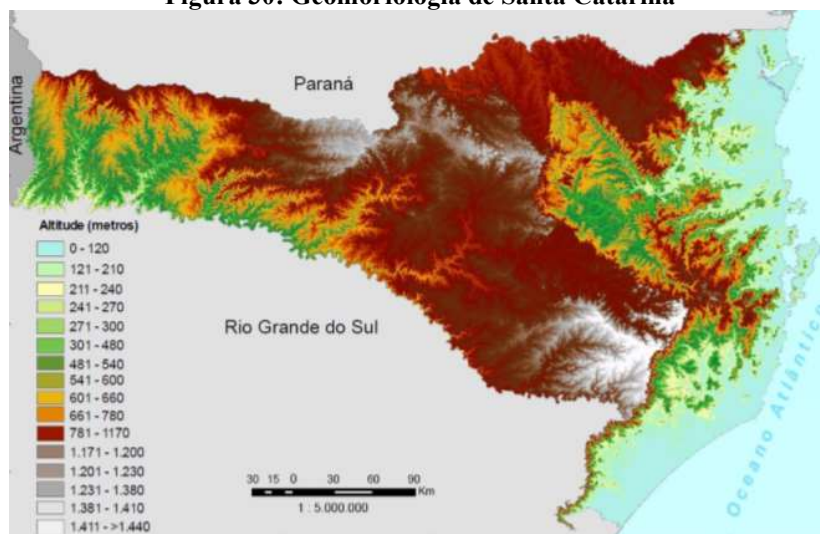 Figura 30: Geomorfologia de Santa Catarina
Paraná
Argentina
Altitude (metros)
0 - 120
121 - 210
211 - 240
241 - 270
271 - 300
301 - 480
481 - 540
541 - 600
601 - 660
661 - 780
781 - 1170
1.171 - 1.200
1.201 - 1.230
1.231 - 1.380
1.381 - 1.410
1.411 - >1.440
Rio Grande do Sul
Oceano Atlântico
30 15 0 30 60 90
Km
1 : 5.000.000